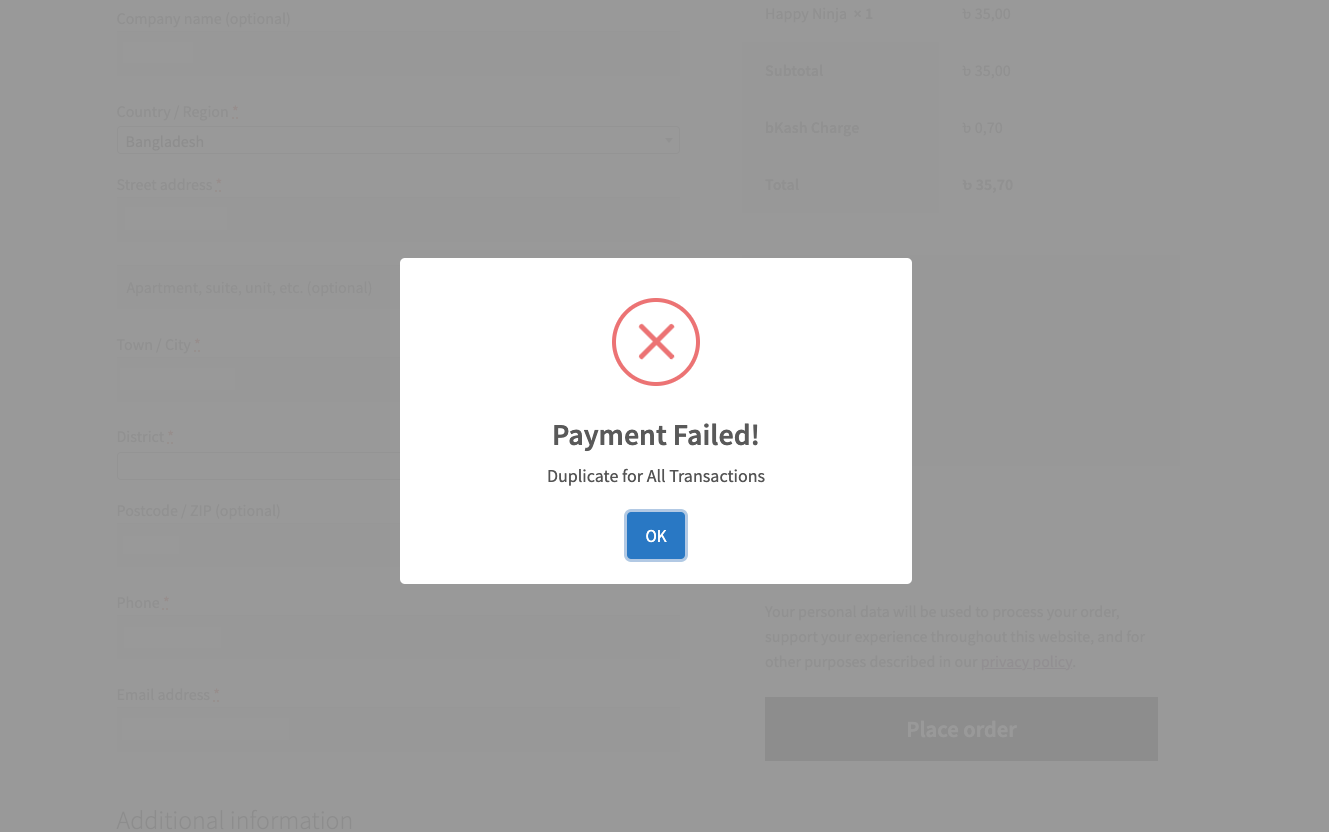 Company name (optional)
Country / Region *
Bangladesh
Street address *
Apartment, suite, unit, etc. (optional)
Town / City *
District *
Postcode / ZIP (optional)
Phone *
Email address *
Additional information
Happy Ninja × 1 ৳ 35,00
Subtotal ৳ 35,00
bKash Charge ৳ 0,70
Total ৳ 35,70
Payment Failed!
Duplicate for All Transactions
OK
Your personal data will be used to process your order,
support your experience throughout this website, and for
other purposes described in our privacy policy.
Place order